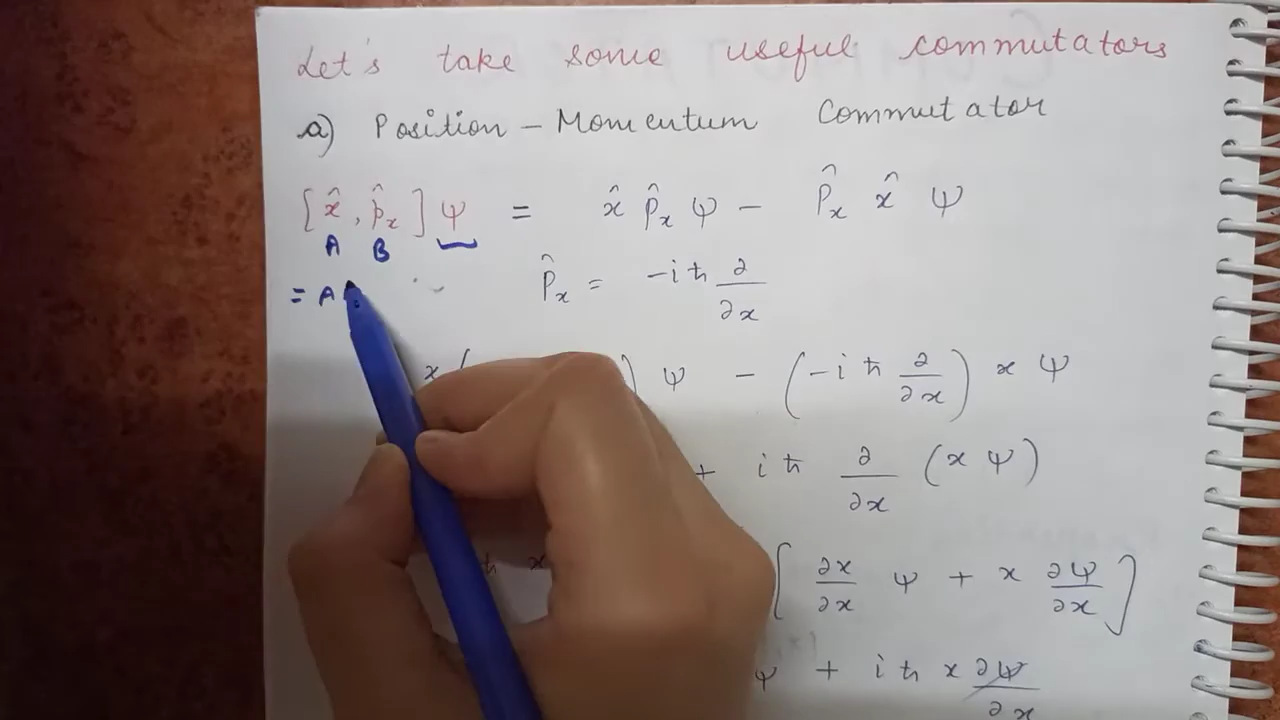 Let's take some useful commutators
a) Position - Momentum Commutator
[x̂, p̂ₓ] ψ = x̂ p̂ₓ ψ - p̂ₓ x̂ ψ
A B
= A p̂ₓ = -iħ ∂/∂x
x( ) ψ - (-iħ ∂/∂x) x ψ
+ iħ ∂/∂x (x ψ)
ħ x [ ∂x/∂x ψ + x ∂ψ/∂x ]
ψ + iħ x ∂ψ/∂x